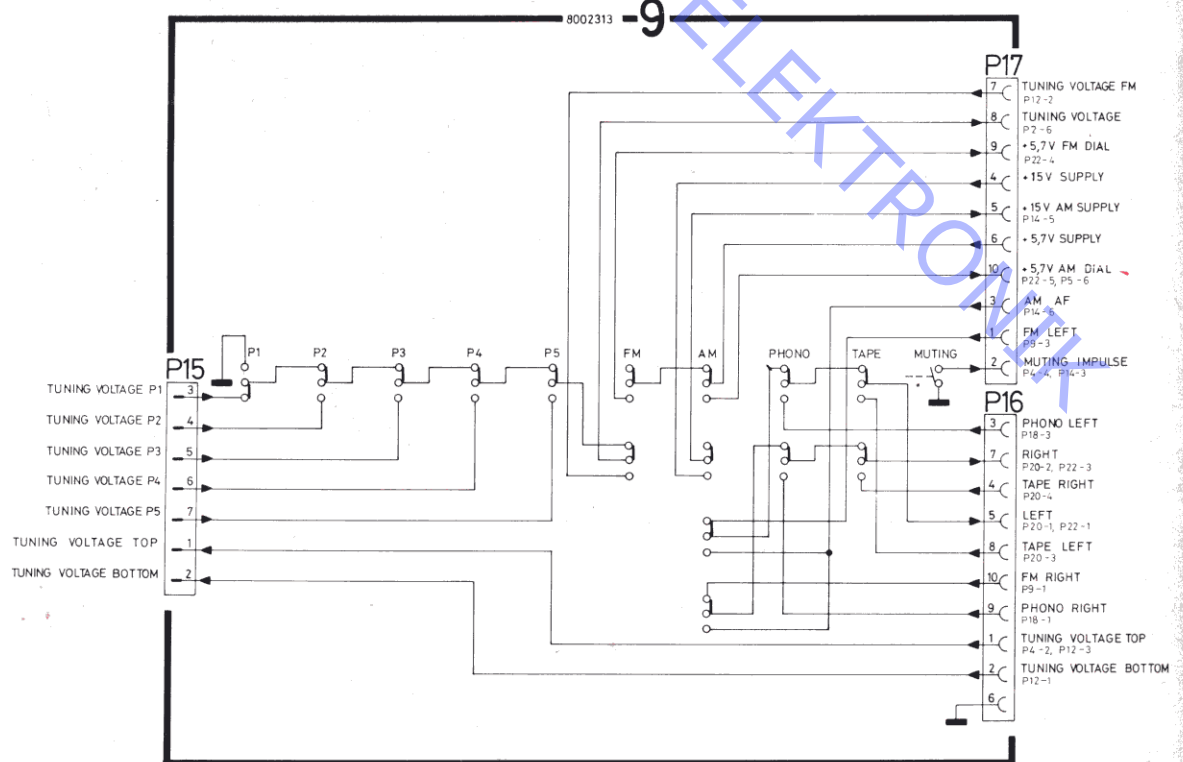 8002313 -9
ELEKTRONIK
P17
7 TUNING VOLTAGE FM
P12-2
8 TUNING VOLTAGE
P7-6
9 +5,7V FM DIAL
P22-4
4 +15V SUPPLY
5 +15V AM SUPPLY
P14-5
6 +5,7V SUPPLY
10 +5,7V AM DIAL
P22-5, P5-6
3 AM AF
P14-6
1 FM LEFT
P9-3
2 MUTING IMPULSE
P4-4, P14-3
P1 P2 P3 P4 P5 FM AM PHONO TAPE MUTING
P15
TUNING VOLTAGE P1 3
TUNING VOLTAGE P2 4
TUNING VOLTAGE P3 5
TUNING VOLTAGE P4 6
TUNING VOLTAGE P5 7
TUNING VOLTAGE TOP 1
TUNING VOLTAGE BOTTOM 2
P16
3 PHONO LEFT
P18-3
7 RIGHT
P20-2, P22-3
4 TAPE RIGHT
P20-4
5 LEFT
P20-1, P22-1
8 TAPE LEFT
P20-3
10 FM RIGHT
P9-1
9 PHONO RIGHT
P18-1
1 TUNING VOLTAGE TOP
P4-2, P12-3
2 TUNING VOLTAGE BOTTOM
P12-1
6